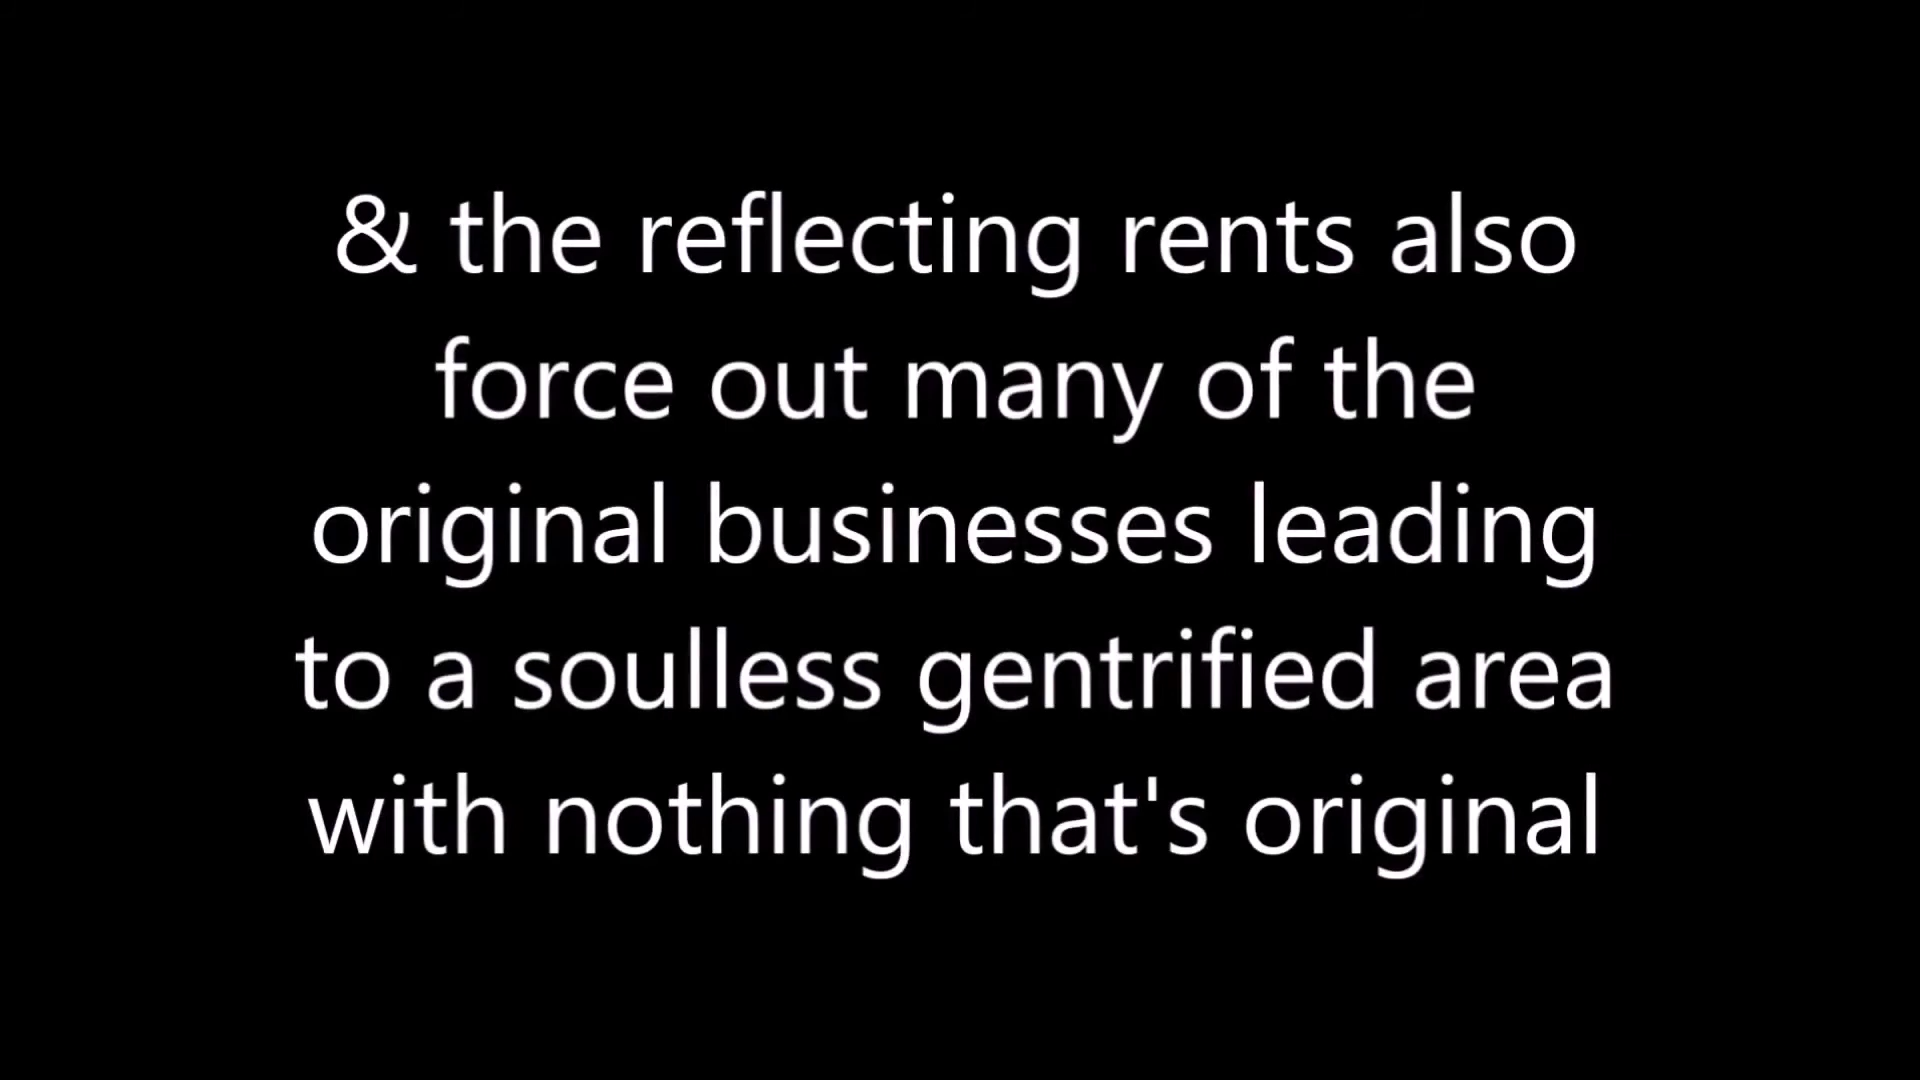 & the reflecting rents also
force out many of the
original businesses leading
to a soulless gentrified area
with nothing that's original